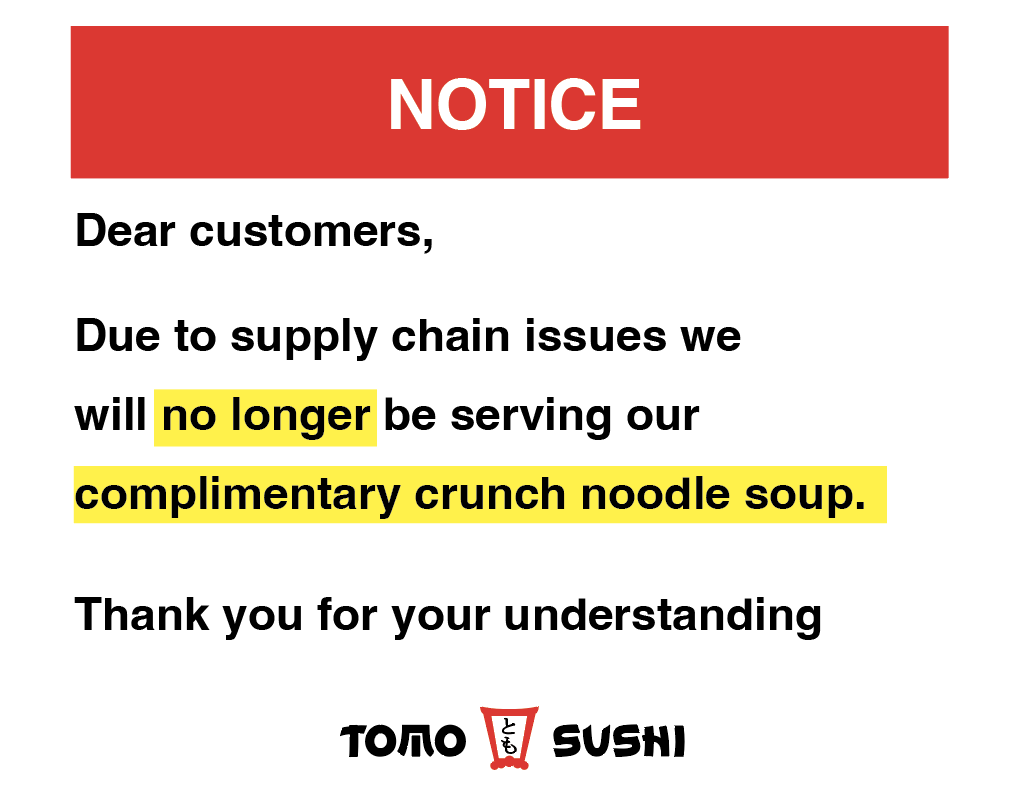 NOTICE
Dear customers,
Due to supply chain issues we
will no longer be serving our
complimentary crunch noodle soup.
Thank you for your understanding
TOMO とも SUSHI